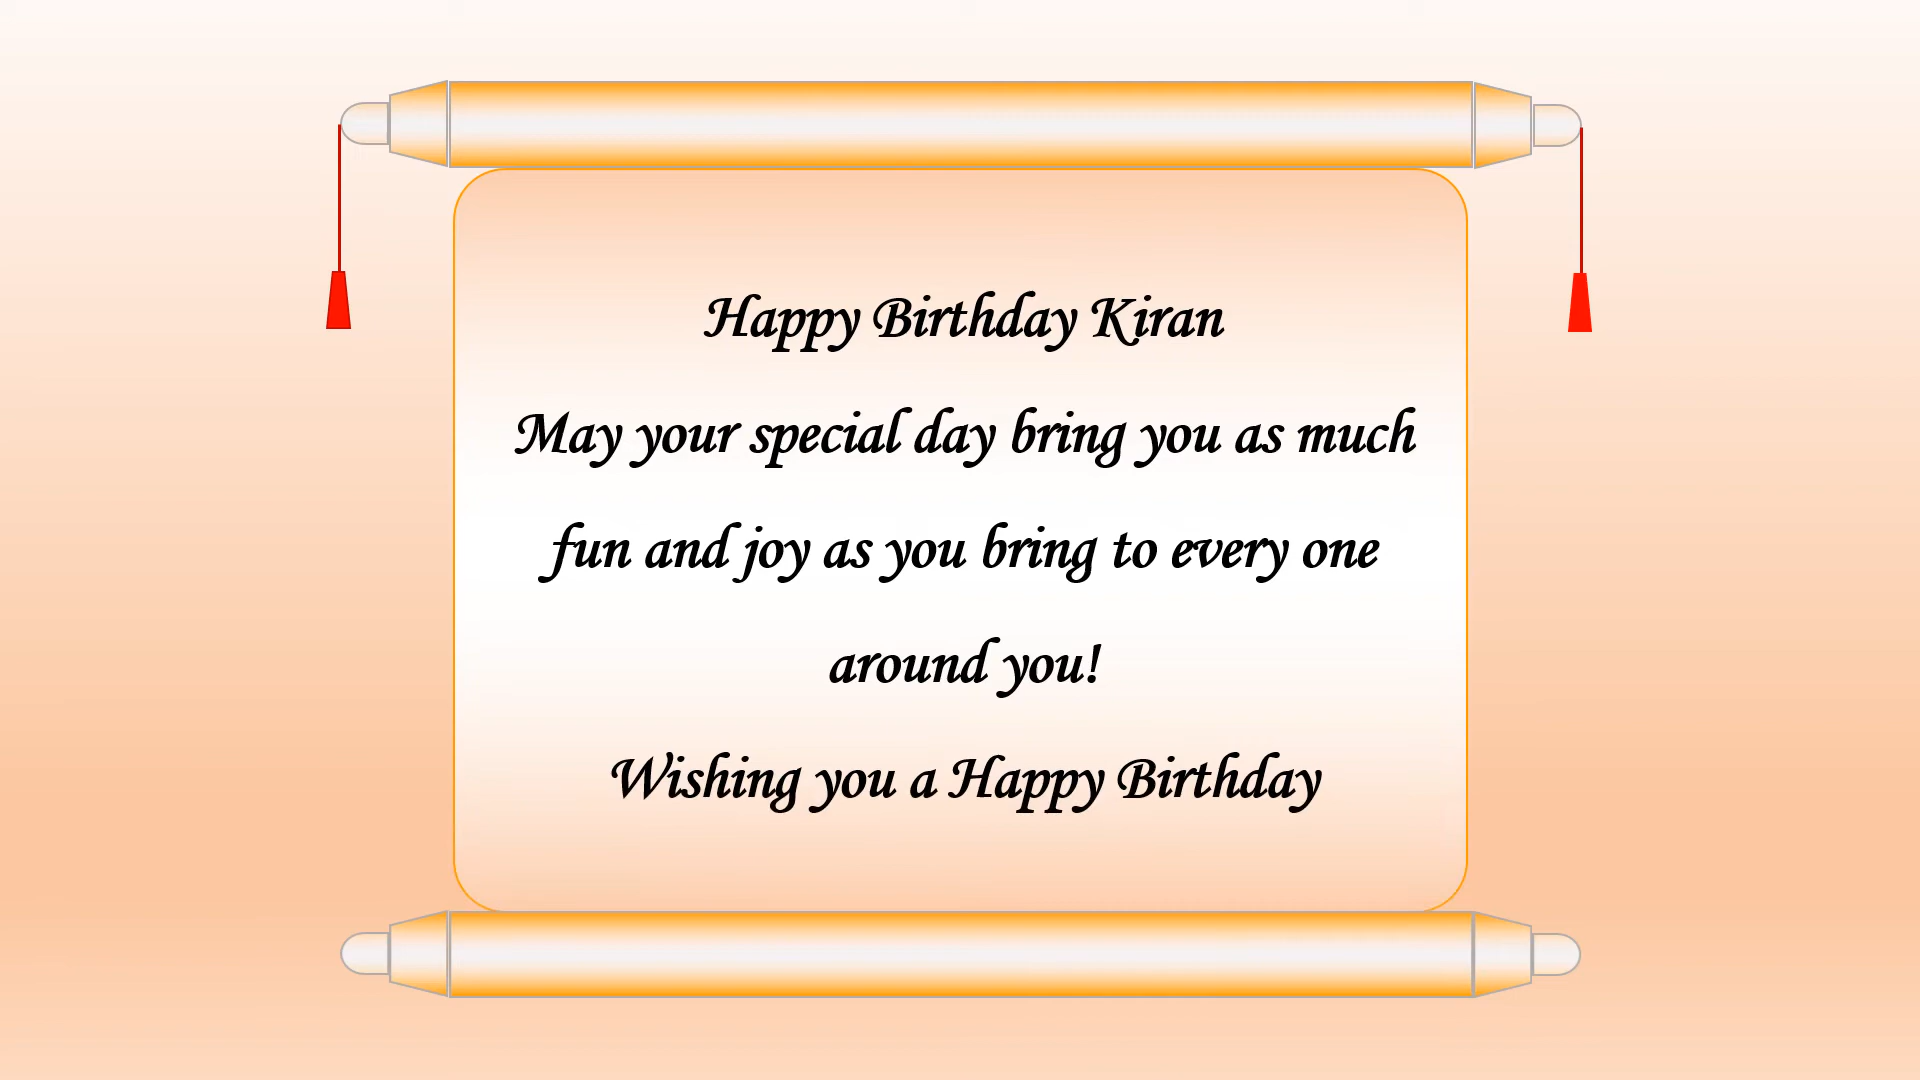 Happy Birthday Kiran
May your special day bring you as much
fun and joy as you bring to every one
around you!
Wishing you a Happy Birthday